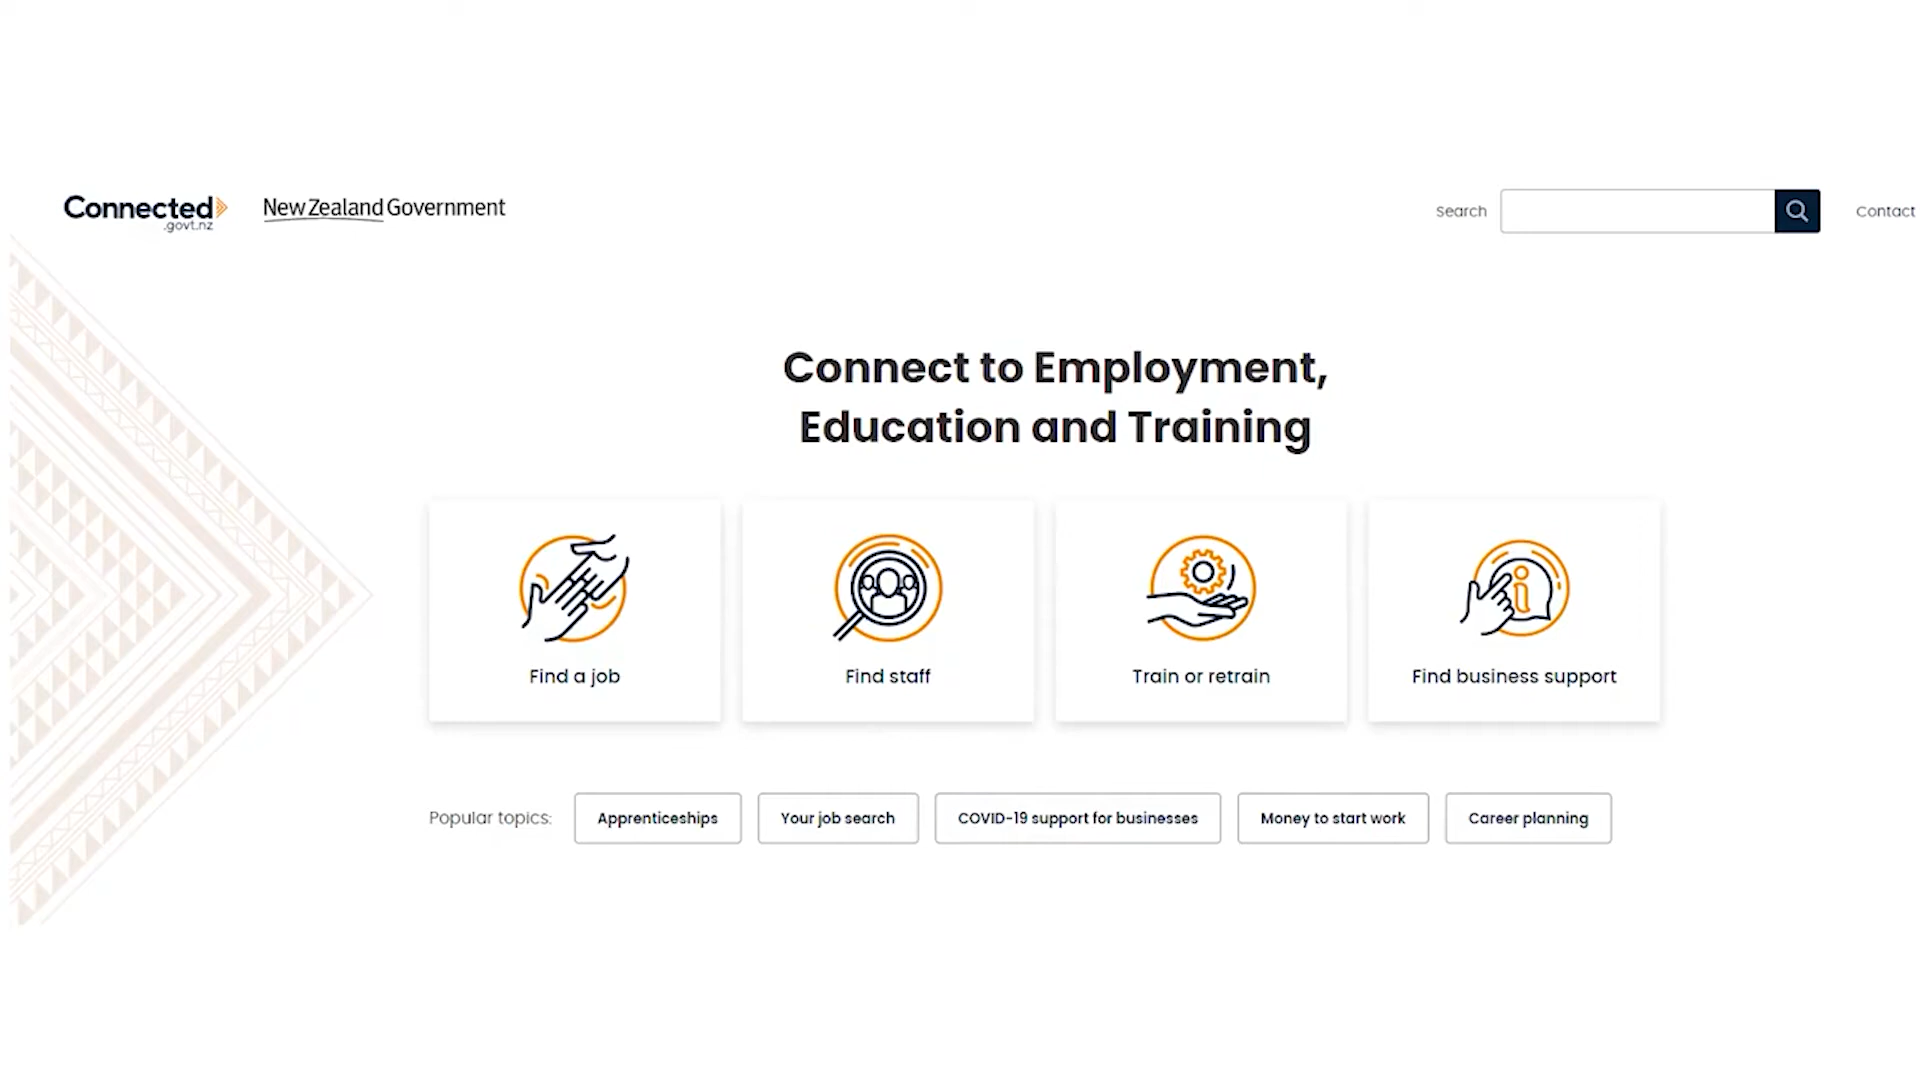 Connected
.govt.nz
New Zealand Government
Search
Contact
Connect to Employment,
Education and Training
Find a job
Find staff
Train or retrain
Find business support
Popular topics:
Apprenticeships
Your job search
COVID-19 support for businesses
Money to start work
Career planning